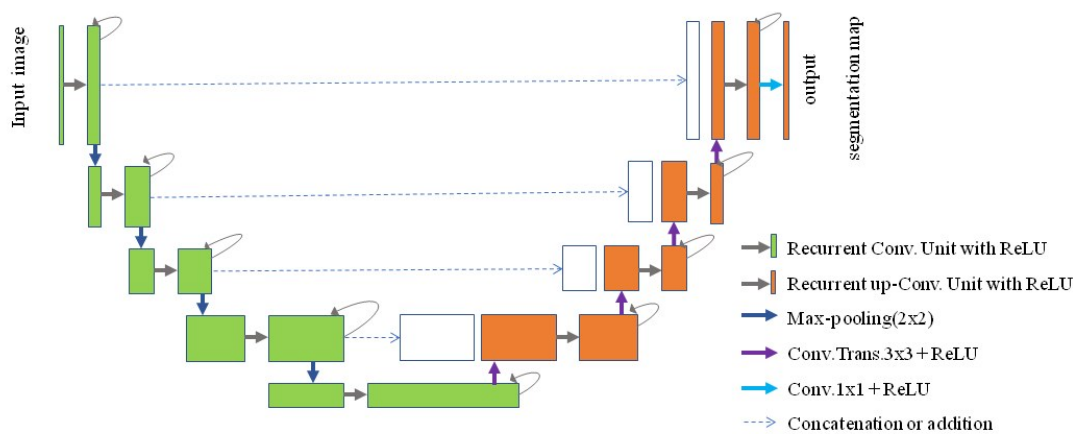 Input image
output
segmentation map
Recurrent Conv. Unit with ReLU
Recurrent up-Conv. Unit with ReLU
Max-pooling(2x2)
Conv.Trans.3x3+ReLU
Conv.1x1+ReLU
Concatenation or addition